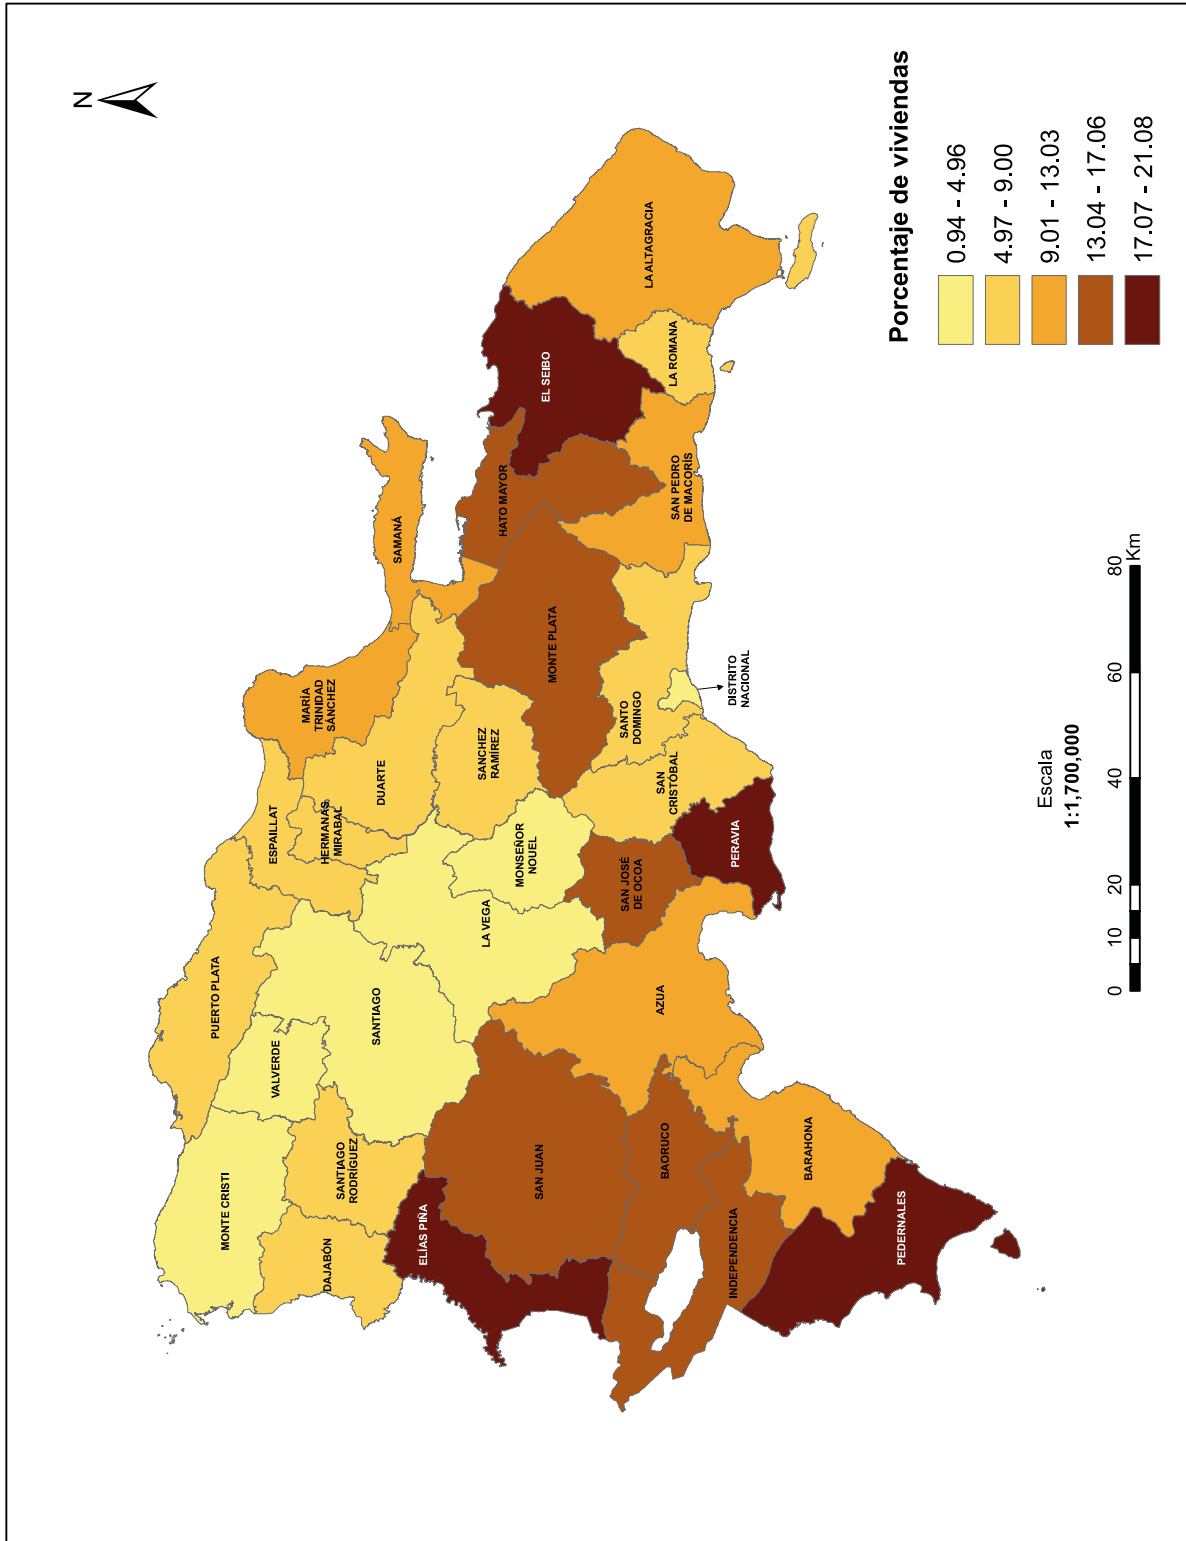 N
MONTE CRISTI
PUERTO PLATA
VALVERDE
ESPAILLAT
MARÍA
TRINIDAD
SÁNCHEZ
DAJABÓN
SANTIAGO
RODRÍGUEZ
SANTIAGO
HERMANAS
MIRABAL
DUARTE
SAMANÁ
ELÍAS PIÑA
LA VEGA
SANCHEZ
RAMÍREZ
HATO MAYOR
EL SEIBO
SAN JUAN
MONSEÑOR
NOUEL
MONTE PLATA
LA ALTAGRACIA
BAORUCO
AZUA
SAN JOSÉ
DE OCOA
SAN
CRISTÓBAL
SANTO
DOMINGO
SAN PEDRO
DE MACORÍS
LA ROMANA
INDEPENDENCIA
PERAVIA
DISTRITO
NACIONAL
BARAHONA
PEDERNALES
Porcentaje de viviendas
0.94 - 4.96
4.97 - 9.00
9.01 - 13.03
13.04 - 17.06
17.07 - 21.08
Escala
1:1,700,000
0 10 20 40 60 80
Km